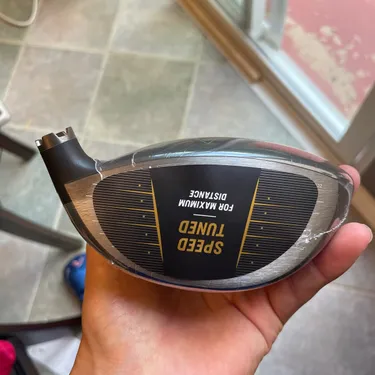 SPEED
TUNED
FOR MAXIMUM
DISTANCE